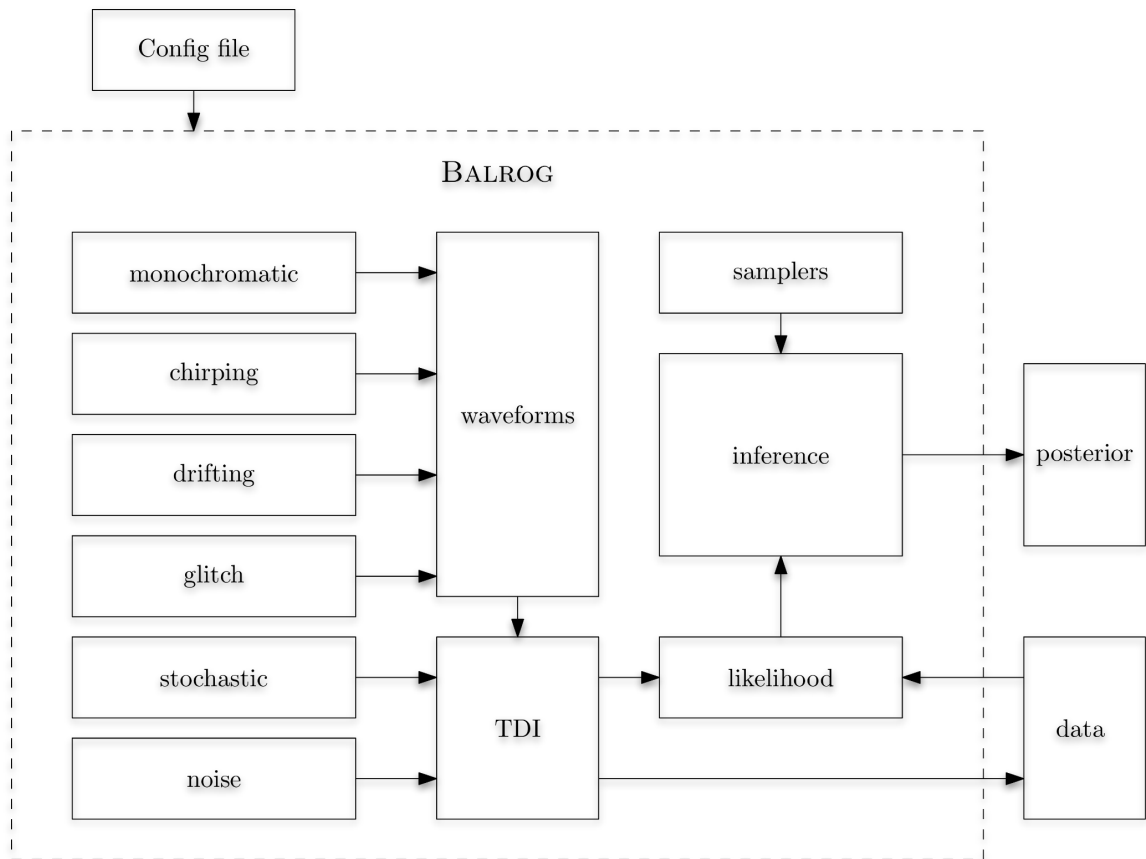 Config file
BALROG
monochromatic
chirping
drifting
glitch
stochastic
noise
waveforms
TDI
samplers
inference
likelihood
posterior
data